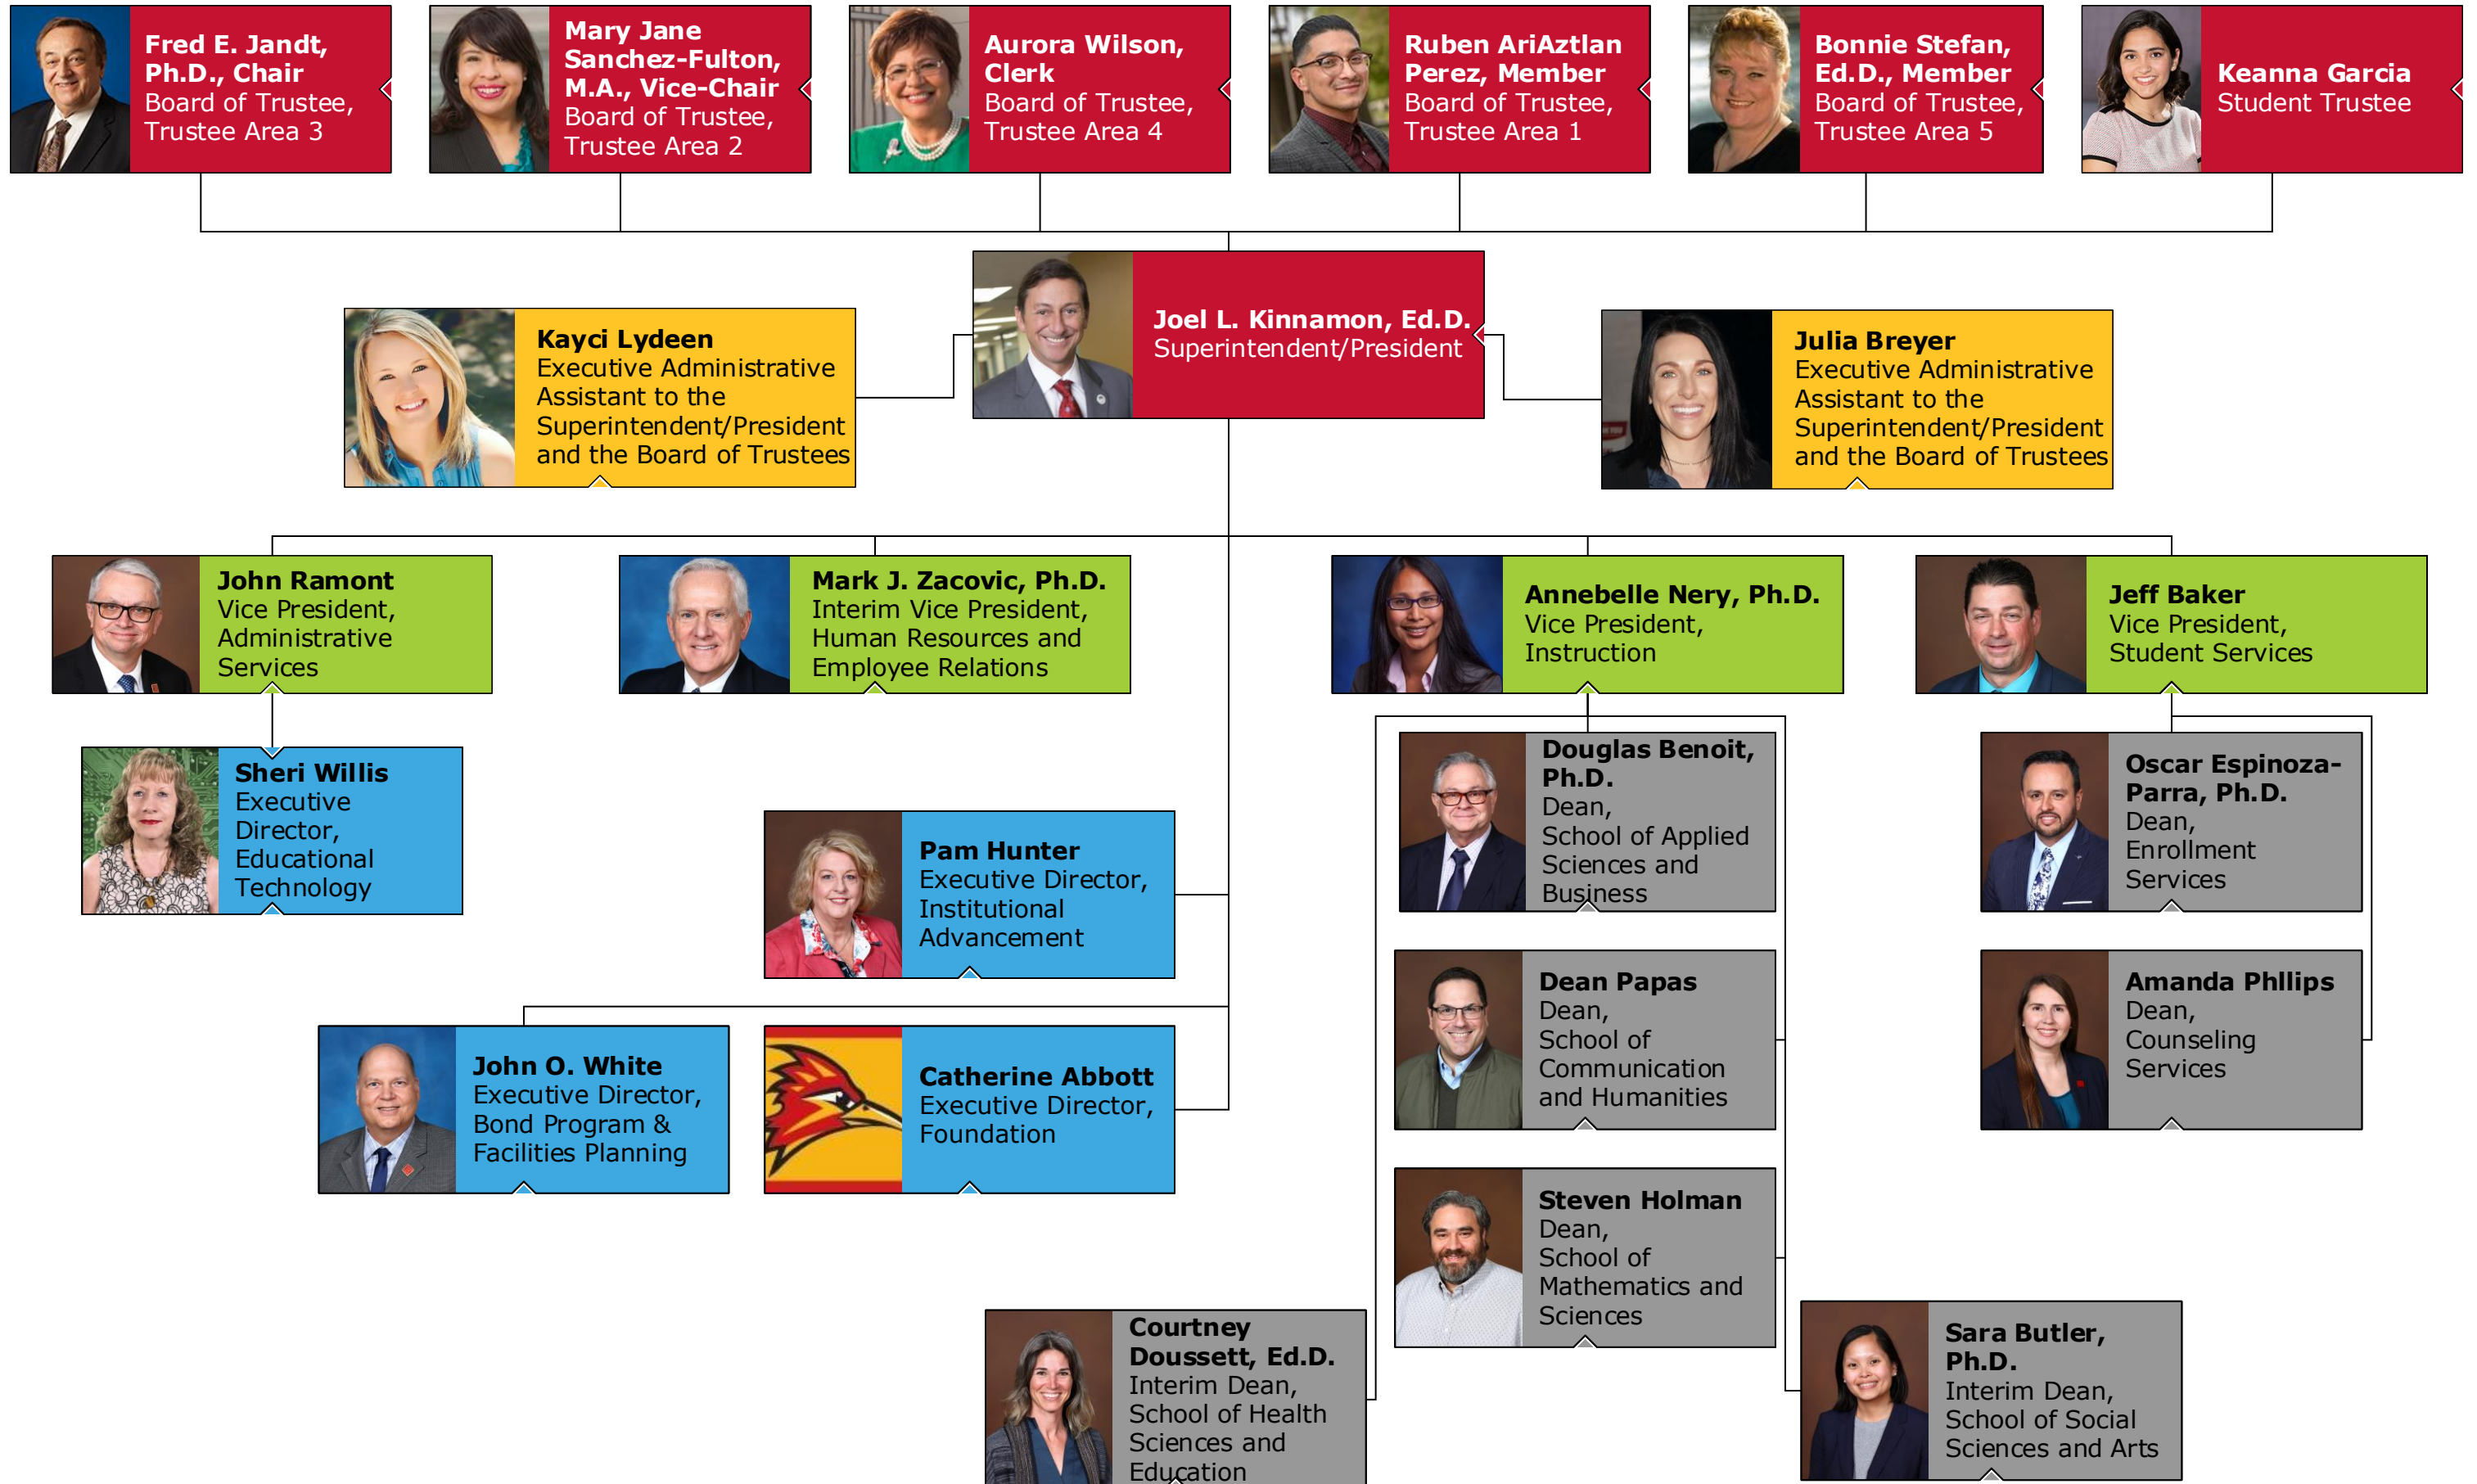 Fred E. Jandt,
Ph.D., Chair
Board of Trustee,
Trustee Area 3
Mary Jane
Sanchez-Fulton,
M.A., Vice-Chair
Board of Trustee,
Trustee Area 2
Aurora Wilson,
Clerk
Board of Trustee,
Trustee Area 4
Ruben AriAztlan
Perez, Member
Board of Trustee,
Trustee Area 1
Bonnie Stefan,
Ed.D., Member
Board of Trustee,
Trustee Area 5
Keanna Garcia
Student Trustee
Joel L. Kinnamon, Ed.D.
Superintendent/President
Kayci Lydeen
Executive Administrative
Assistant to the
Superintendent/President
and the Board of Trustees
Julia Breyer
Executive Administrative
Assistant to the
Superintendent/President
and the Board of Trustees
John Ramont
Vice President,
Administrative
Services
Mark J. Zacovic, Ph.D.
Interim Vice President,
Human Resources and
Employee Relations
Annebelle Nery, Ph.D.
Vice President,
Instruction
Jeff Baker
Vice President,
Student Services
Sheri Willis
Executive
Director,
Educational
Technology
Pam Hunter
Executive Director,
Institutional
Advancement
Douglas Benoit,
Ph.D.
Dean,
School of Applied
Sciences and
Business
Oscar Espinoza-
Parra, Ph.D.
Dean,
Enrollment
Services
Dean Papas
Dean,
School of
Communication
and Humanities
Amanda Phllips
Dean,
Counseling
Services
John O. White
Executive Director,
Bond Program &
Facilities Planning
Catherine Abbott
Executive Director,
Foundation
Steven Holman
Dean,
School of
Mathematics and
Sciences
Courtney
Doussett, Ed.D.
Interim Dean,
School of Health
Sciences and
Education
Sara Butler,
Ph.D.
Interim Dean,
School of Social
Sciences and Arts